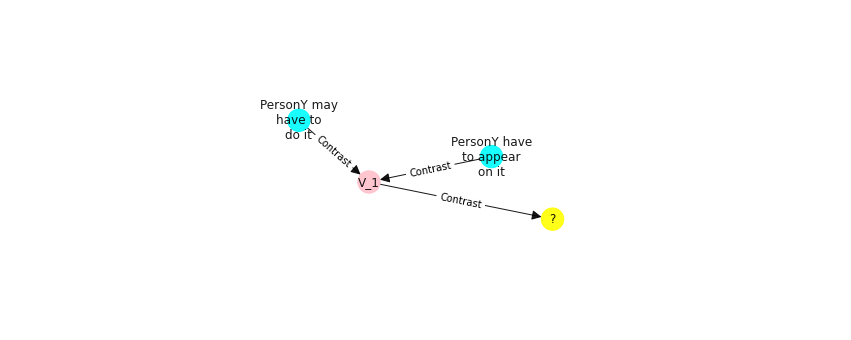 PersonY may
have to
do it
Contrast
PersonY have
to appear
on it
Contrast
V_1
Contrast
?